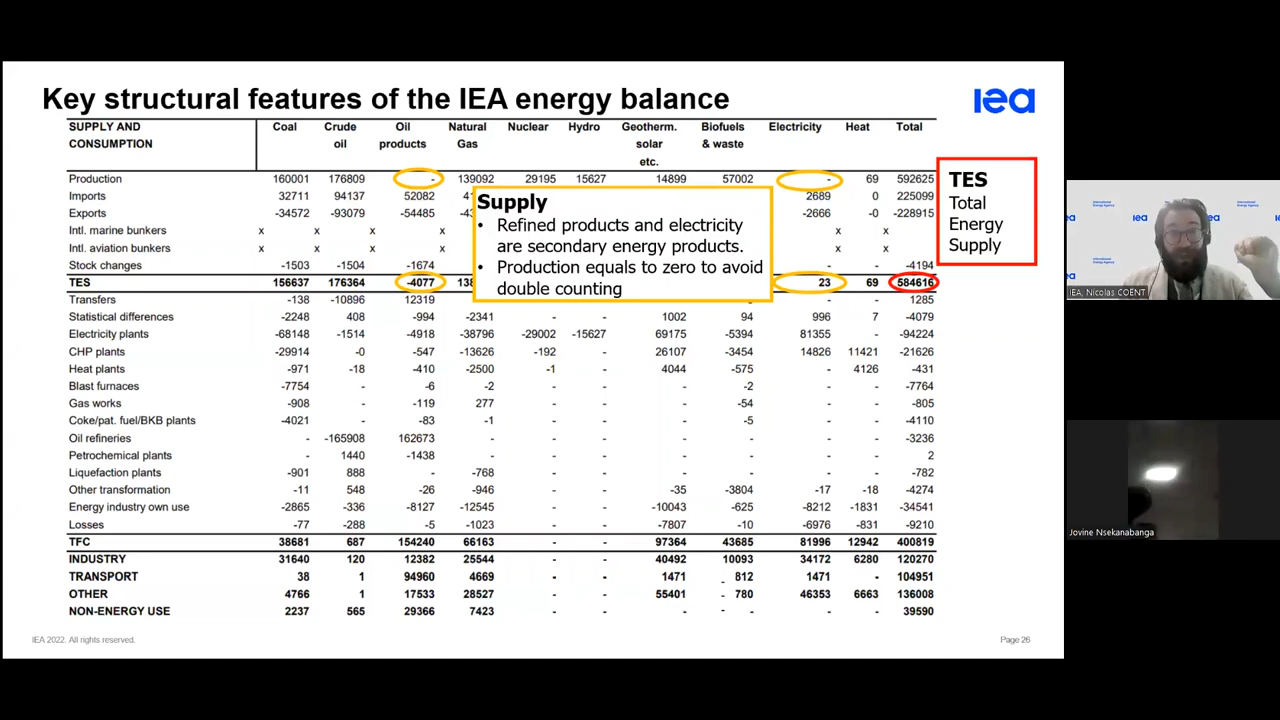 Key structural features of the IEA energy balance
iea
SUPPLY AND CONSUMPTION Coal Crude oil Oil products Natural Gas Nuclear Hydro Geotherm. solar etc. Biofuels & waste Electricity Heat Total
Production 160001 176809 - 139092 29195 15627 14899 57002 - 69 592625
Imports 32711 94137 52082 2689 0 225099
Exports -34572 -93079 -54485 -2666 -0 -228915
Intl. marine bunkers x x x x x x
Intl. aviation bunkers x x x x x x
Stock changes -1503 -1504 -1674 - - -4194
TES 156637 176364 -4077 23 69 584616
Transfers -138 -10896 12319 - - - 1285
Statistical differences -2248 408 -994 -2341 - - 1002 94 996 7 -4079
Electricity plants -68148 -1514 -4918 -38796 -29002 -15627 69175 -5394 81355 - -94224
CHP plants -29914 -0 -547 -13626 -192 - 26107 -3454 14826 11421 -21626
Heat plants -971 -18 -410 -2500 -1 - 4044 -575 - 4126 -431
Blast furnaces -7754 - -6 -2 - - - -2 - - -7764
Gas works -908 - -119 277 - - - -54 - - -805
Coke/pat. fuel/BKB plants -4021 - -83 -1 - - - -5 - - -4110
Oil refineries - -165908 162673 - - - - - - - -3236
Petrochemical plants - 1440 -1438 - - - - - - - 2
Liquefaction plants -901 888 - -768 - - - - - - -782
Other transformation -11 548 -26 -946 - - -35 -3804 -17 -18 -4274
Energy industry own use -2865 -336 -8127 -12545 - - -10043 -625 -8212 -1831 -34541
Losses -77 -288 -5 -1023 - - -7807 -10 -6976 -831 -9210
TFC 38681 687 154240 66163 - - 97364 43685 81996 12942 400819
INDUSTRY 31640 120 12382 25544 - - 40492 10093 34172 6280 120270
TRANSPORT 38 1 94960 4669 - - 1471 812 1471 - 104951
OTHER 4766 1 17533 28527 - - 55401 780 46353 6663 136008
NON-ENERGY USE 2237 565 29366 7423 - - - - - - 39590
Supply
• Refined products and electricity
are secondary energy products.
• Production equals to zero to avoid
double counting
TES
Total
Energy
Supply
IEA 2022. All rights reserved.
Page 26
IEA, Nicolas COENT
Jovine Nsekanabanga